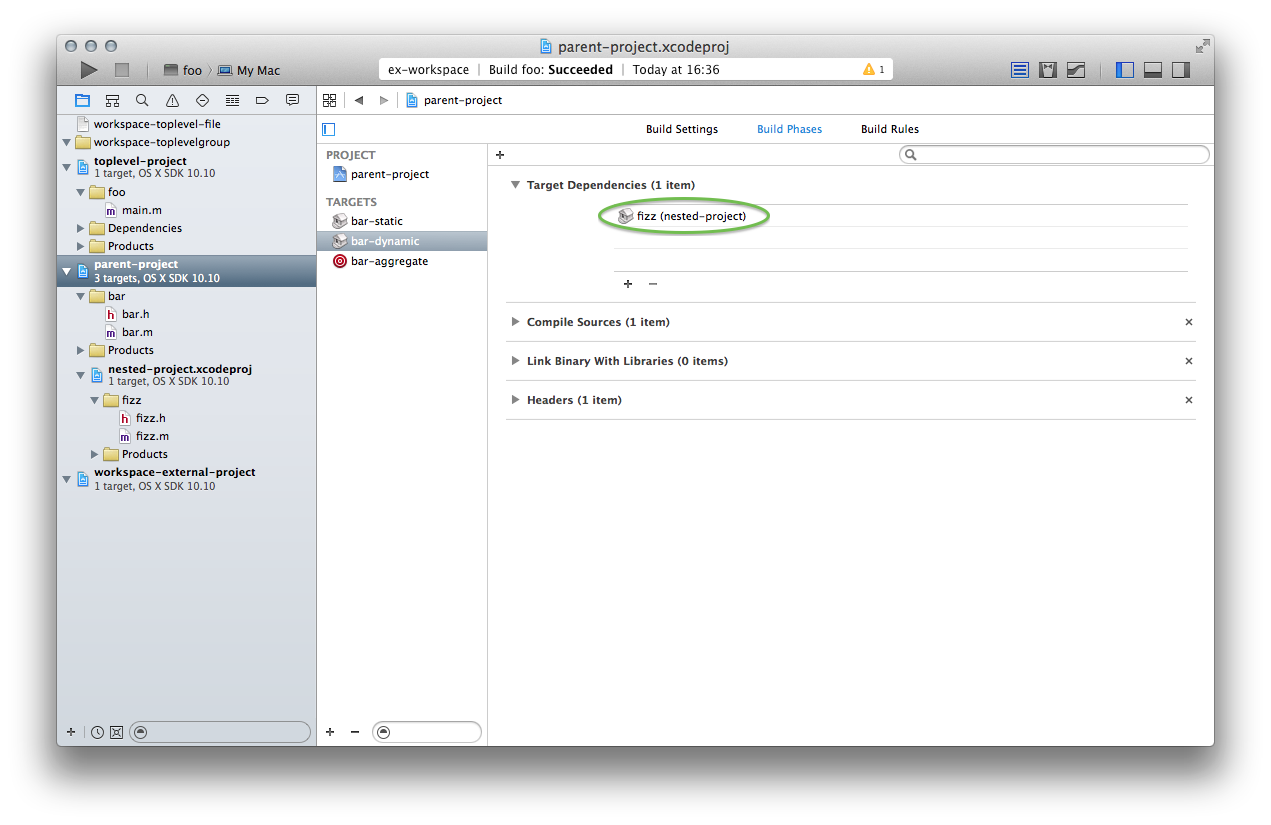 parent-project.xcodeproj
foo My Mac
ex-workspace Build foo: Succeeded Today at 16:36 1
parent-project
workspace-toplevel-file
workspace-toplevelgroup
toplevel-project
1 target, OS X SDK 10.10
foo
m main.m
Dependencies
Products
parent-project
3 targets, OS X SDK 10.10
bar
h bar.h
m bar.m
Products
nested-project.xcodeproj
1 target, OS X SDK 10.10
fizz
h fizz.h
m fizz.m
Products
workspace-external-project
1 target, OS X SDK 10.10
Build Settings Build Phases Build Rules
PROJECT
parent-project
TARGETS
bar-static
bar-dynamic
bar-aggregate
Target Dependencies (1 item)
fizz (nested-project)
Compile Sources (1 item)
Link Binary With Libraries (0 items)
Headers (1 item)